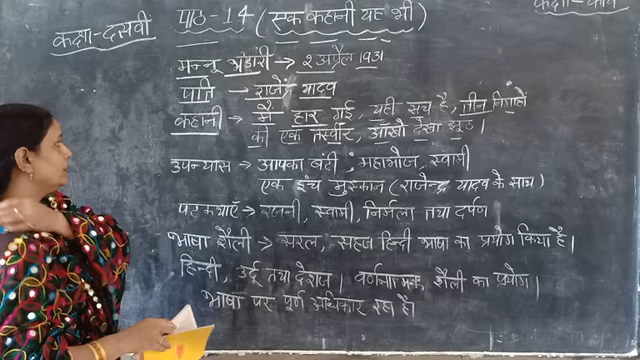 कक्षा-दसवीं पाठ-14 (एक कहानी यह भी)
मन्नू भंडारी → 2 अप्रैल 1931
पति → राजेंद्र यादव
कहानी → मैं हार गई, यही सच है, तीन निगाहों
की एक तस्वीर, आँखों देखा झूठ।
उपन्यास → आपका बंटी, महाभोज, स्वामी
एक इंच मुस्कान (राजेन्द्र यादव के साथ)
पटकथाएँ → रजनी, स्वामी, निर्मला तथा दर्पण
भाषा शैली → सरल, सहज हिन्दी भाषा का प्रयोग किया है।
हिन्दी, उर्दू तथा देशज। वर्णनात्मक शैली का प्रयोग।
भाषा पर पूर्ण अधिकार रहा है।